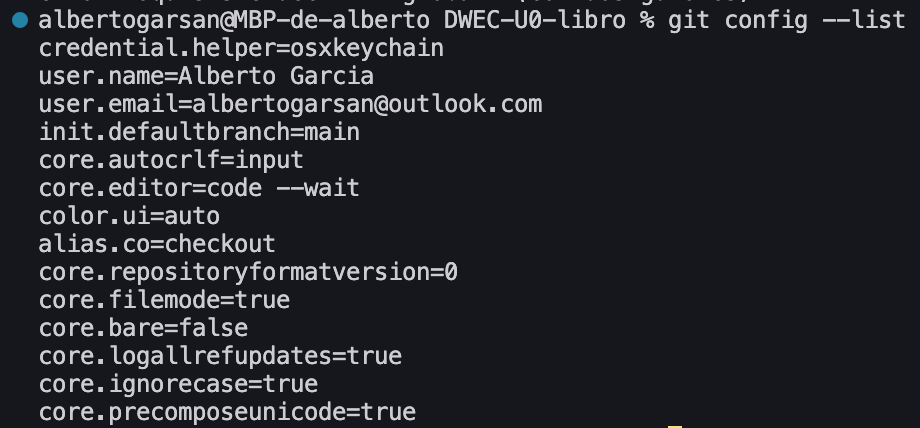 albertogarsan@MBP-de-alberto DWEC-U0-libro % git config --list
credential.helper=osxkeychain
user.name=Alberto Garcia
user.email=albertogarsan@outlook.com
init.defaultbranch=main
core.autocrlf=input
core.editor=code --wait
color.ui=auto
alias.co=checkout
core.repositoryformatversion=0
core.filemode=true
core.bare=false
core.logallrefupdates=true
core.ignorecase=true
core.precomposeunicode=true